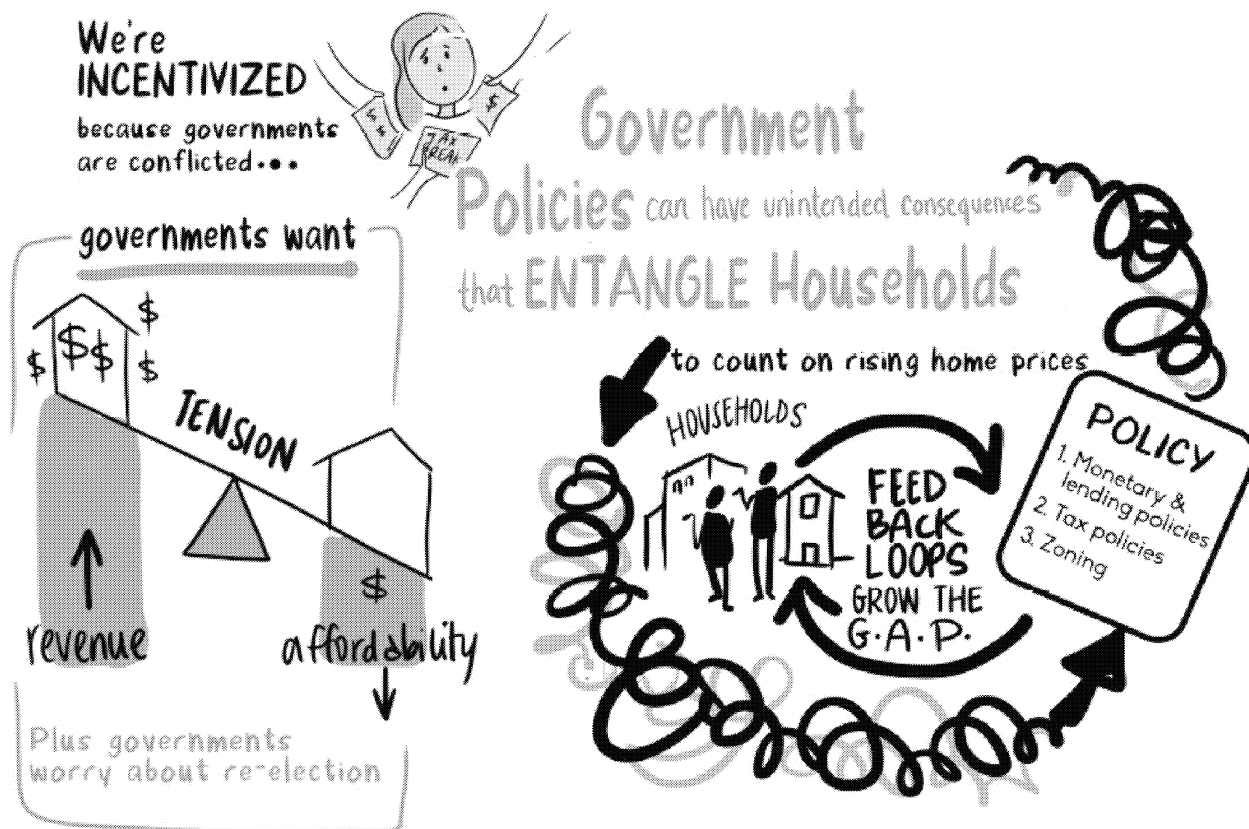 We're
INCENTIVIZED
because governments
are conflicted...
$ $
$
TAX
BREAK
governments want
$
$
$$
$
TENSION
$
revenue
affordability
Plus governments
worry about re-election
Government
Policies can have unintended consequences
that ENTANGLE Households
to count on rising home prices
HOUSEHOLDS
FEED
BACK
LOOPS
GROW THE
G.A.P.
POLICY
1. Monetary &
lending policies
2. Tax policies
3. Zoning